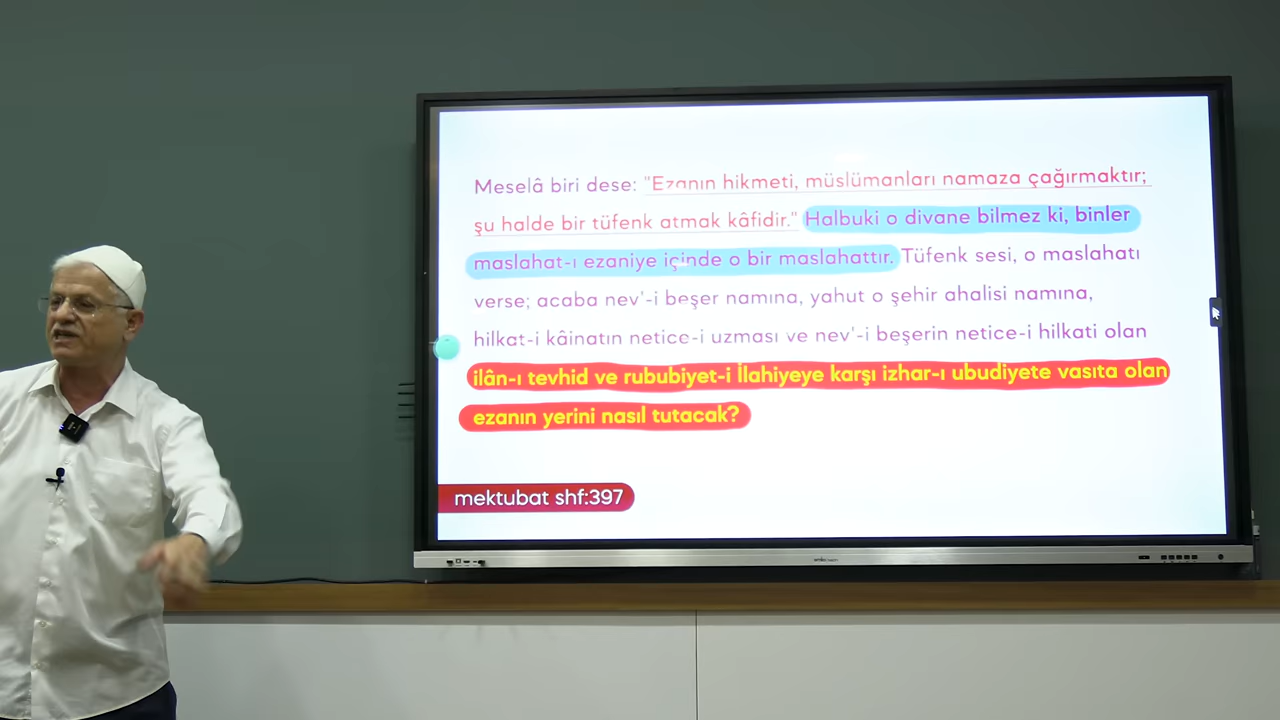 Meselâ biri dese: "Ezanın hikmeti, müslümanları namaza çağırmaktır;
şu halde bir tüfenk atmak kâfidir." Halbuki o divane bilmez ki, binler
maslahat-ı ezaniye içinde o bir maslahattır. Tüfenk sesi, o maslahatı
verse; acaba nev'-i beşer namına, yahut o şehir ahalisi namına,
hilkat-i kâinatın netice-i uzması ve nev'-i beşerin netice-i hilkati olan
ilân-ı tevhid ve rububiyet-i İlahiyeye karşı izhar-ı ubudiyete vasıta olan
ezanın yerini nasıl tutacak?
mektubat shf:397